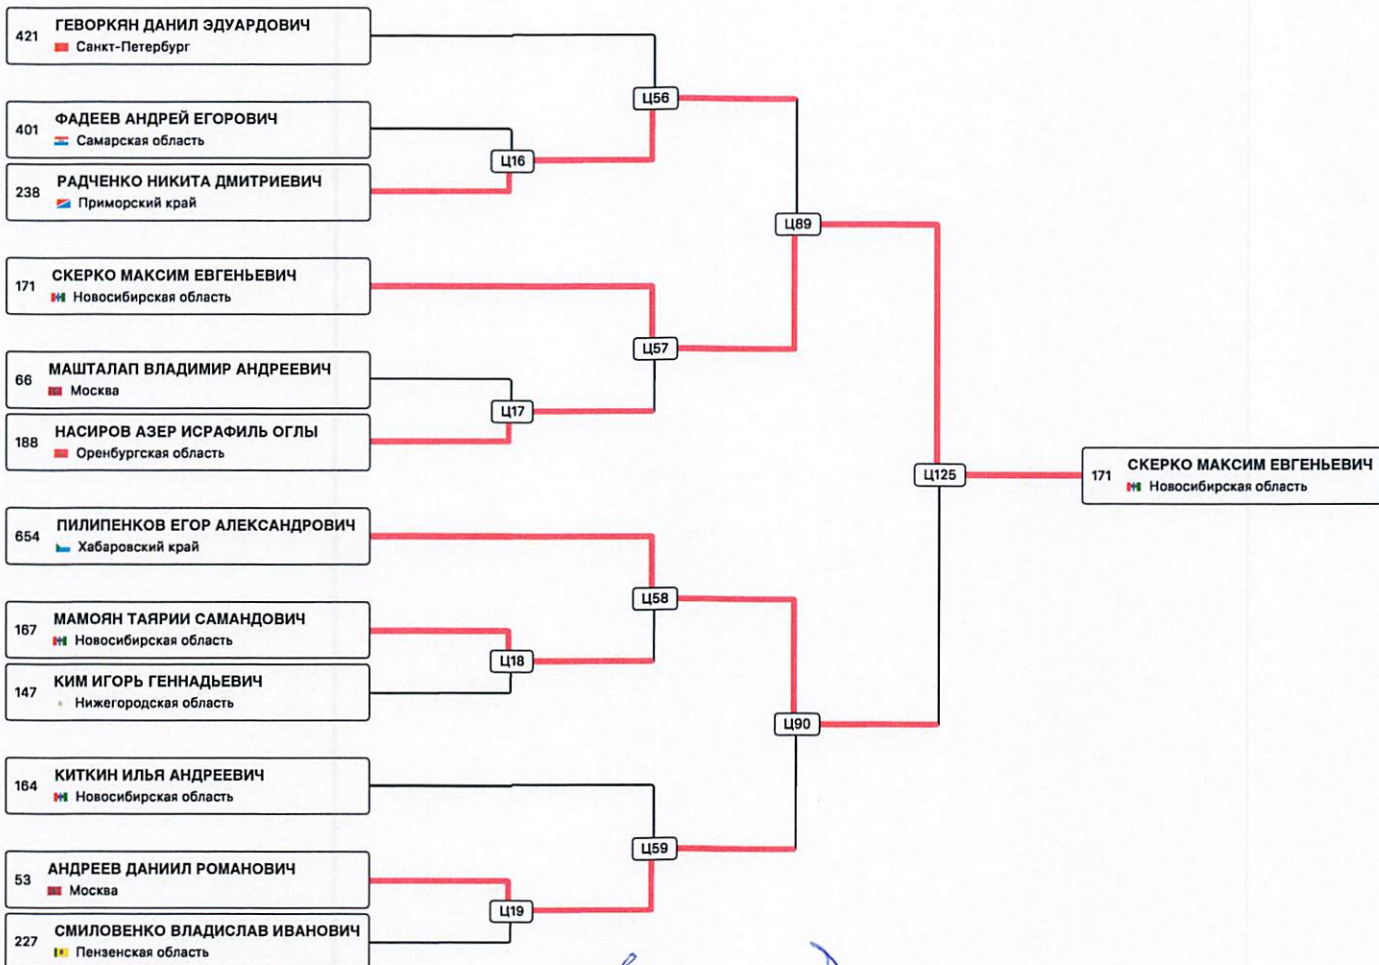 421 ГЕВОРКЯН ДАНИЛ ЭДУАРДОВИЧ
Санкт-Петербург
401 ФАДЕЕВ АНДРЕЙ ЕГОРОВИЧ
Самарская область
238 РАДЧЕНКО НИКИТА ДМИТРИЕВИЧ
Приморский край
171 СКЕРКО МАКСИМ ЕВГЕНЬЕВИЧ
Новосибирская область
66 МАШТАЛАП ВЛАДИМИР АНДРЕЕВИЧ
Москва
188 НАСИРОВ АЗЕР ИСРАФИЛЬ ОГЛЫ
Оренбургская область
654 ПИЛИПЕНКОВ ЕГОР АЛЕКСАНДРОВИЧ
Хабаровский край
167 МАМОЯН ТАЯРИИ САМАНДОВИЧ
Новосибирская область
147 КИМ ИГОРЬ ГЕННАДЬЕВИЧ
Нижегородская область
164 КИТКИН ИЛЬЯ АНДРЕЕВИЧ
Новосибирская область
53 АНДРЕЕВ ДАНИИЛ РОМАНОВИЧ
Москва
227 СМИЛОВЕНКО ВЛАДИСЛАВ ИВАНОВИЧ
Пензенская область
Ц16
Ц17
Ц18
Ц19
Ц56
Ц57
Ц58
Ц59
Ц89
Ц90
Ц125
171 СКЕРКО МАКСИМ ЕВГЕНЬЕВИЧ
Новосибирская область